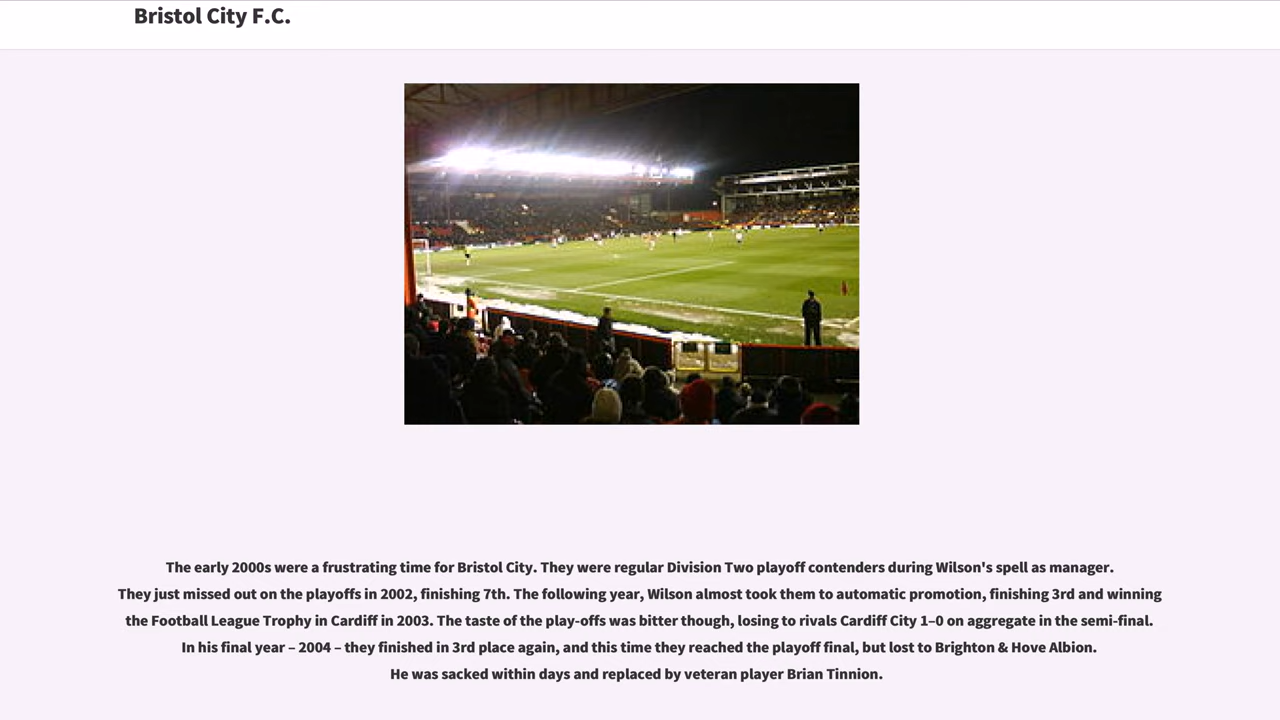 Bristol City F.C.
The early 2000s were a frustrating time for Bristol City. They were regular Division Two playoff contenders during Wilson's spell as manager.
They just missed out on the playoffs in 2002, finishing 7th. The following year, Wilson almost took them to automatic promotion, finishing 3rd and winning
the Football League Trophy in Cardiff in 2003. The taste of the play-offs was bitter though, losing to rivals Cardiff City 1–0 on aggregate in the semi-final.
In his final year – 2004 – they finished in 3rd place again, and this time they reached the playoff final, but lost to Brighton & Hove Albion.
He was sacked within days and replaced by veteran player Brian Tinnion.